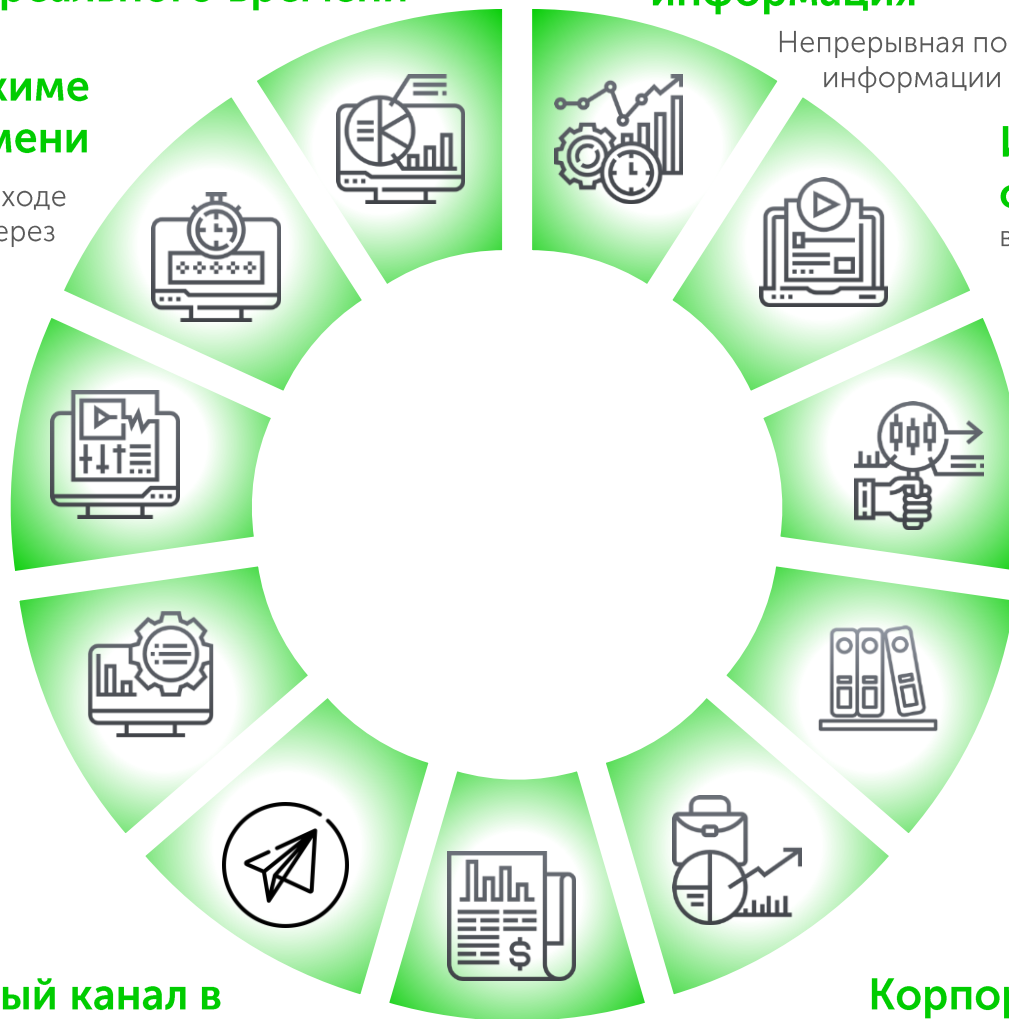 реального времени
информация
Непрерывная по
информации
жиме
мени
ходе
ерез
ый канал в
Корпор